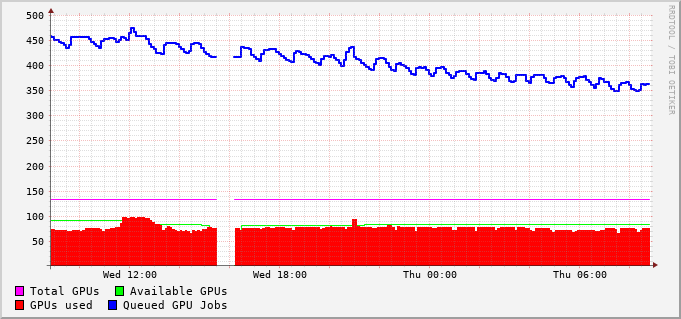 500
450
400
350
300
250
200
150
100
50
Wed 12:00 Wed 18:00 Thu 00:00 Thu 06:00
Total GPUs Available GPUs
GPUs used Queued GPU Jobs
RRDTOOL / TOBI OETIKER